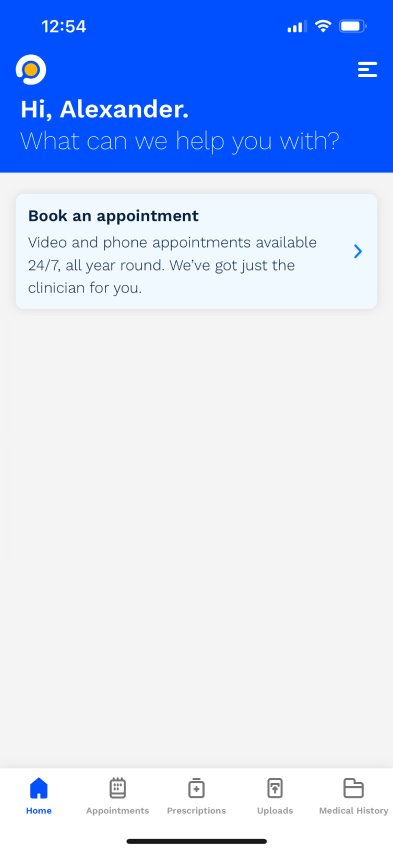 12:54
Hi, Alexander.
What can we help you with?
Book an appointment
Video and phone appointments available
24/7, all year round. We've got just the
clinician for you.
Home
Appointments
Prescriptions
Uploads
Medical History